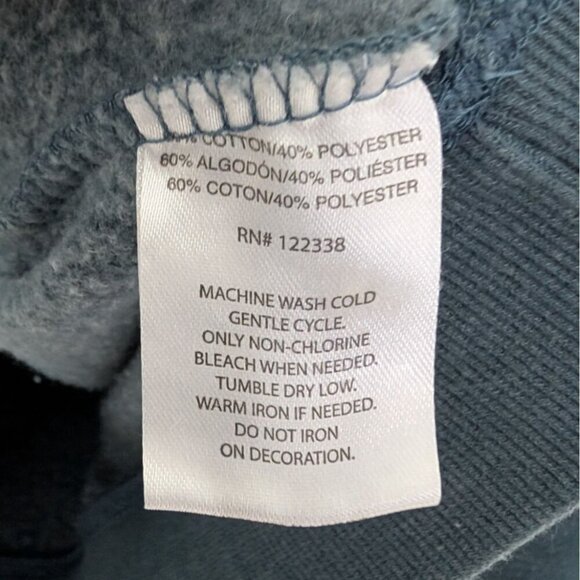 COTTON/40% POLYESTER
60% ALGODÓN/40% POLIÉSTER
60% COTON/40% POLYESTER
RN# 122338
MACHINE WASH COLD
GENTLE CYCLE.
ONLY NON-CHLORINE
BLEACH WHEN NEEDED.
TUMBLE DRY LOW.
WARM IRON IF NEEDED.
DO NOT IRON
ON DECORATION.